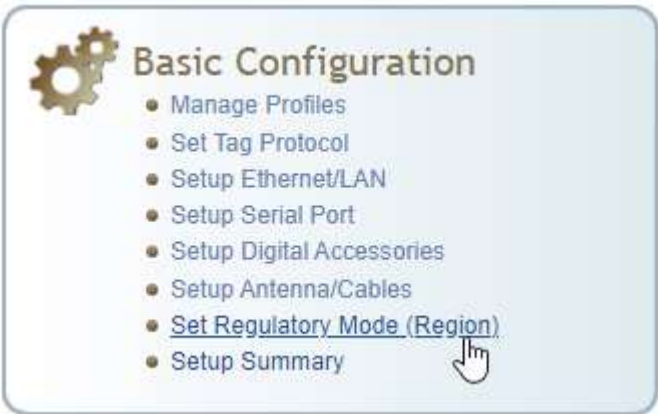 Basic Configuration
Manage Profiles
Set Tag Protocol
Setup Ethernet/LAN
Setup Serial Port
Setup Digital Accessories
Setup Antenna/Cables
Set Regulatory Mode (Region)
Setup Summary